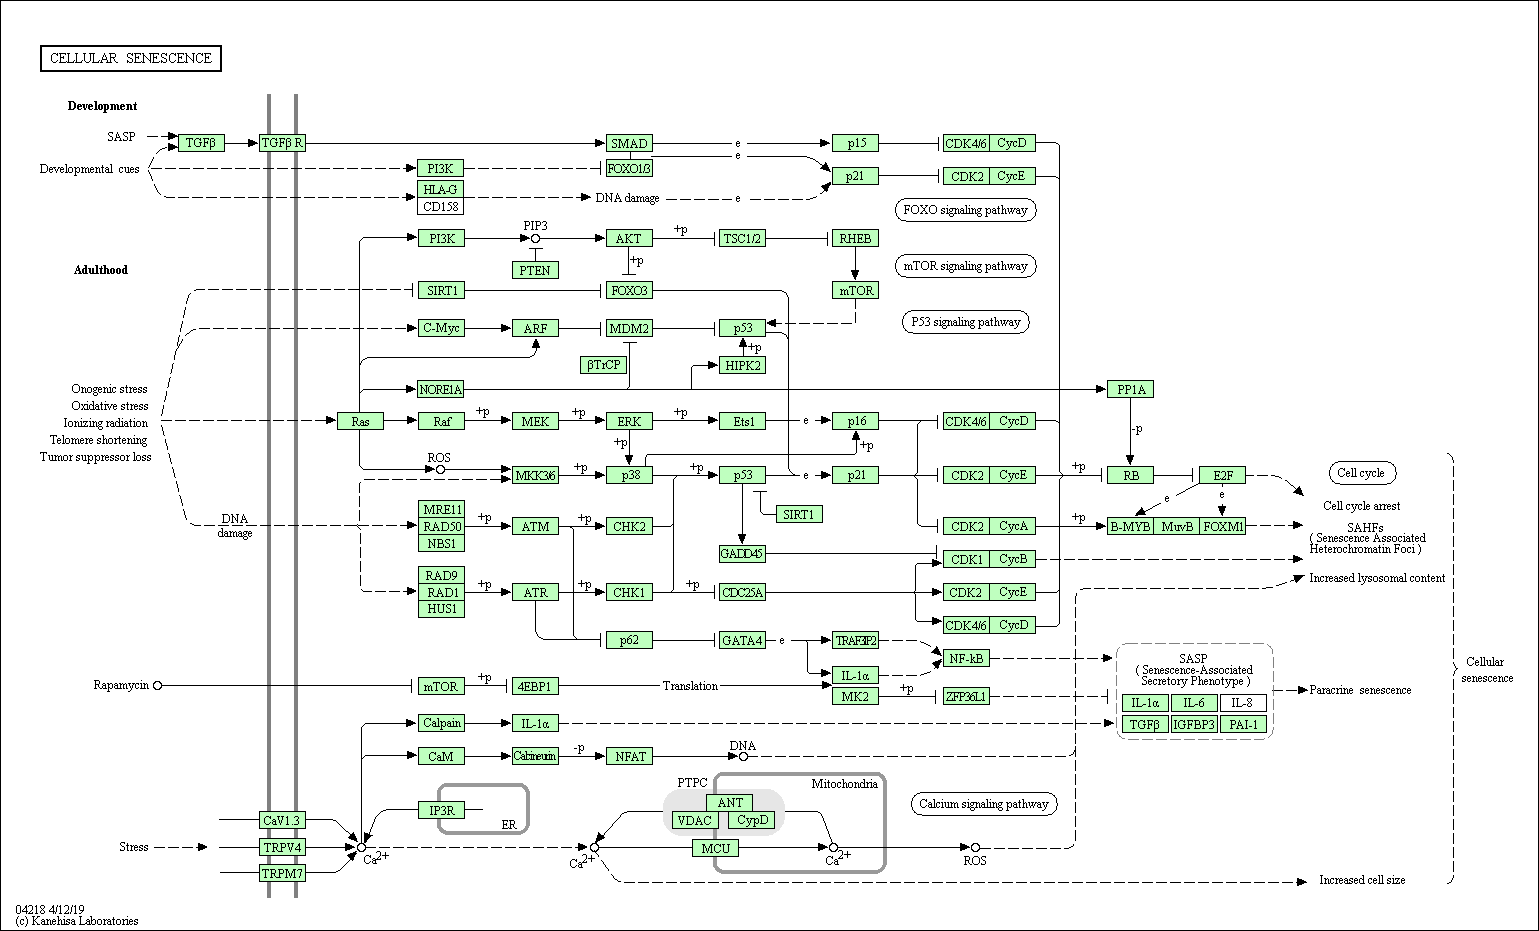 CELLULAR SENESCENCE
Development
SASP
TGFβ
TGFβ R
SMAD
e
p15
CDK4/6 CycD
e
Developmental cues
PI3K
FOXO1/3
p21
CDK2 CycE
HLA-G
CD158
DNA damage
e
FOXO signaling pathway
PIP3
PI3K
AKT
+p
TSC1/2
RHEB
PTEN
+p
mTOR signaling pathway
Adulthood
SIRT1
FOXO3
mTOR
C-Myc
ARF
MDM2
p53
P53 signaling pathway
+p
βTrCP
HIPK2
NORE1A
PP1A
Onogenic stress
Oxidative stress
Ionizing radiation
Telomere shortening
Tumor suppressor loss
Ras
Raf
+p
MEK
+p
ERK
+p
Ets1
e
p16
CDK4/6 CycD
-p
+p
+p
ROS
MKK3/6
+p
p38
+p
p53
e
p21
CDK2 CycE
+p
RB
E2F
Cell cycle
e
e
Cell cycle arrest
MRE11
RAD50
NBS1
DNA
damage
+p
ATM
+p
CHK2
SIRT1
CDK2 CycA
+p
B-MYB MuvB FOXM1
SAHFs
( Senescence Associated
Heterochromatin Foci )
GADD45
CDK1 CycB
RAD9
RAD1
HUS1
+p
ATR
+p
CHK1
+p
CDC25A
CDK2 CycE
Increased lysosomal content
CDK4/6 CycD
p62
GATA4
e
TRAF3IP2
NF-kB
IL-1α
SASP
( Senescence-Associated
Secretory Phenotype )
Cellular
senescence
Rapamycin
mTOR
+p
4EBP1
Translation
MK2
+p
ZFP36L1
Paracrine senescence
IL-1α IL-6 IL-8
TGFβ IGFBP3 PAI-1
Calpain
IL-1α
CaM
Calcineurin
-p
NFAT
DNA
PTPC
Mitochondria
ANT
VDAC
CypD
Calcium signaling pathway
IP3R
ER
CaV1.3
Stress
TRPV4
Ca2+
Ca2+
MCU
Ca2+
ROS
TRPM7
Increased cell size
04218 4/12/19
(c) Kanehisa Laboratories